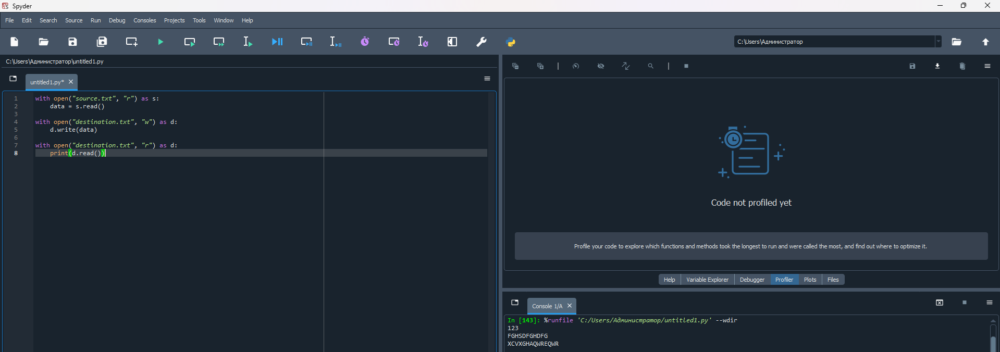 Spyder
File Edit Search Source Run Debug Consoles Projects Tools Window Help
C:\Users\Администратор
C:\Users\Администратор\untitled1.py
untitled1.py*
1 with open("source.txt", "r") as s:
2     data = s.read()
3
4 with open("destination.txt", "w") as d:
5     d.write(data)
6
7 with open("destination.txt", "r") as d:
8     print(d.read())
Code not profiled yet
Profile your code to explore which functions and methods took the longest to run and were called the most, and find out where to optimize it.
Help Variable Explorer Debugger Profiler Plots Files
Console 1/A
In [143]: %runfile 'C:/Users/Администратор/untitled1.py' --wdir
123
FGHSDFGHDFG
XCVXGHAQWREQWR